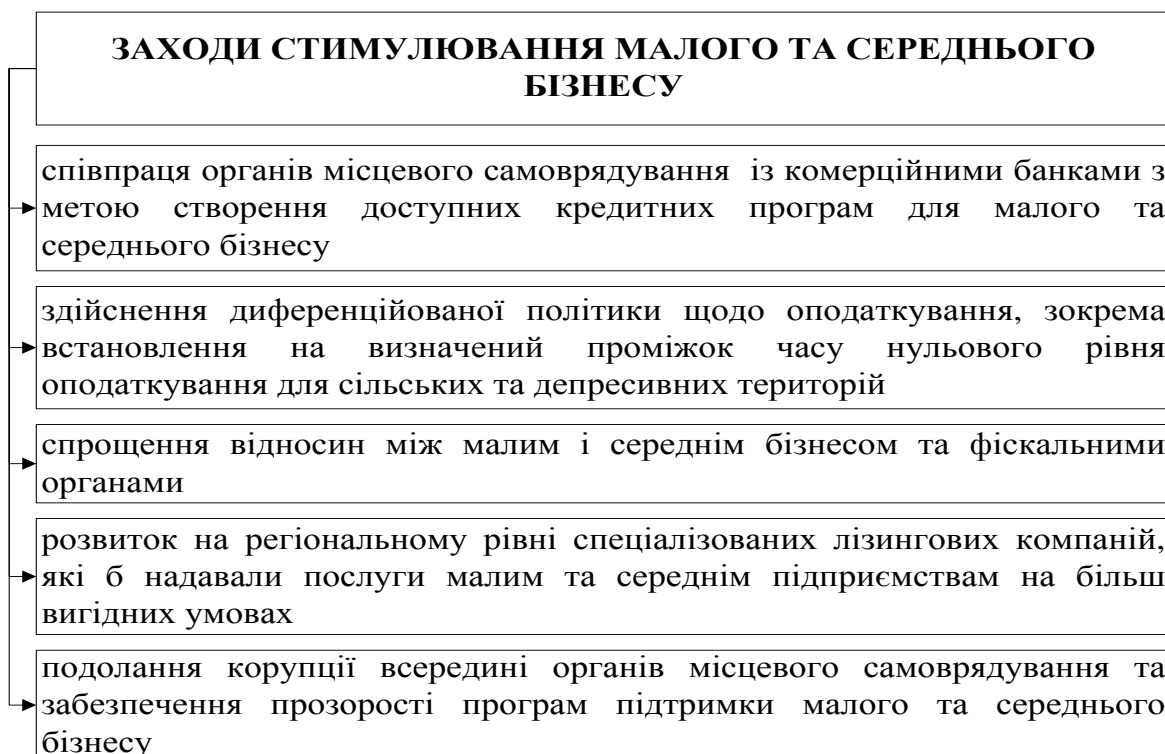 ЗАХОДИ СТИМУЛЮВАННЯ МАЛОГО ТА СЕРЕДНЬОГО
БІЗНЕСУ
співпраця органів місцевого самоврядування із комерційними банками з
метою створення доступних кредитних програм для малого та
середнього бізнесу
здійснення диференційованої політики щодо оподаткування, зокрема
встановлення на визначений проміжок часу нульового рівня
оподаткування для сільських та депресивних територій
спрощення відносин між малим і середнім бізнесом та фіскальними
органами
розвиток на регіональному рівні спеціалізованих лізингових компаній,
які б надавали послуги малим та середнім підприємствам на більш
вигідних умовах
подолання корупції всередині органів місцевого самоврядування та
забезпечення прозорості програм підтримки малого та середнього
бізнесу